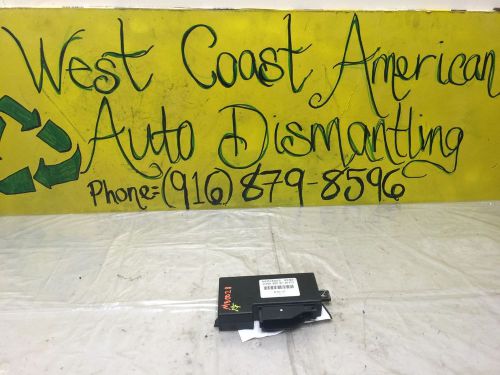 West Coast American
Auto Dismantling
Phone=(916)879-8596